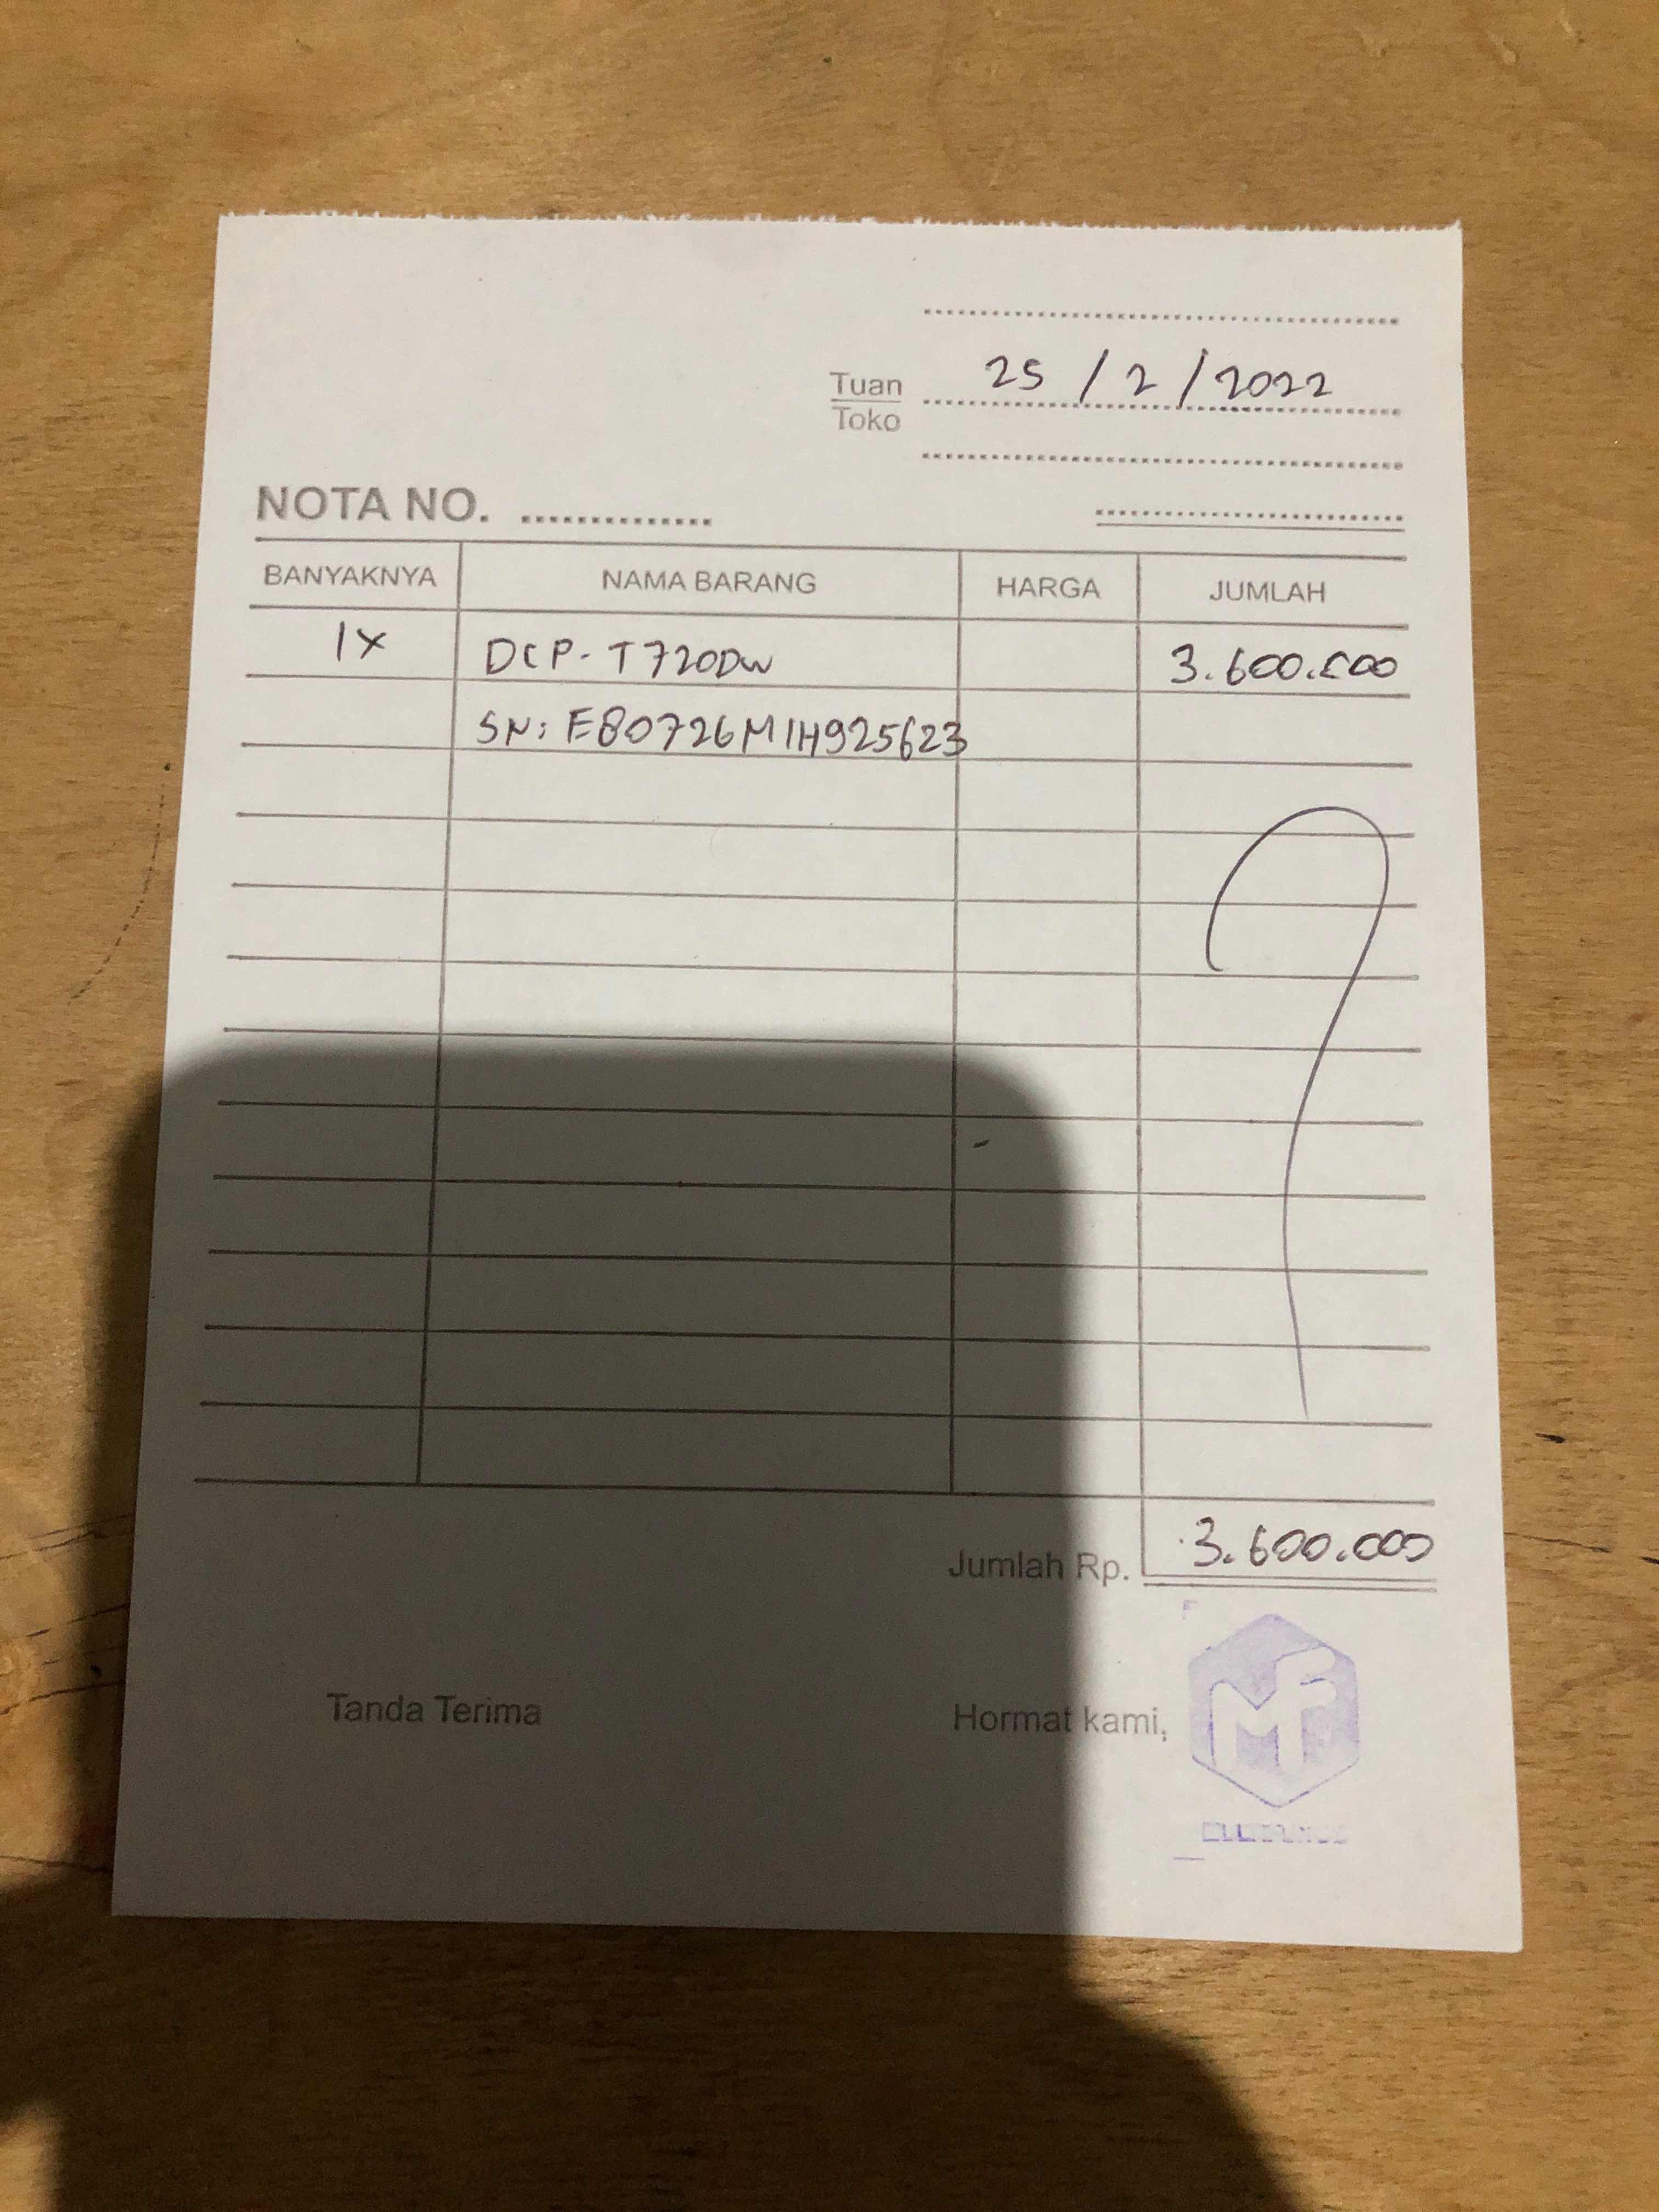 25 / 2 / 2022
Tuan
Toko
NOTA NO. ..............
BANYAKNYA NAMA BARANG HARGA JUMLAH
1x DCP-T720DW 3.600.000
SN: E80726M1H925623
Jumlah Rp. 3.600.000
Tanda Terima Hormat kami,
MF